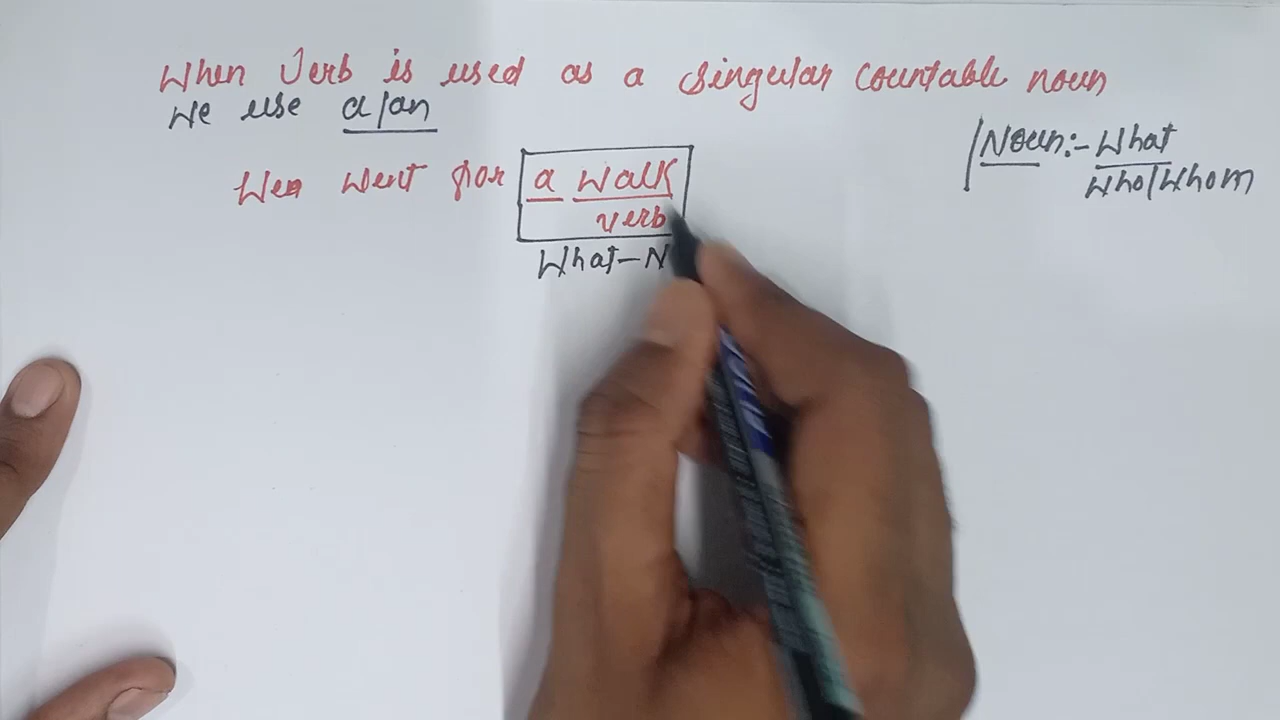 When Verb is used as a singular countable noun
we use a/an
We went for a walk
verb
What-N
Noun:- What
Who/Whom